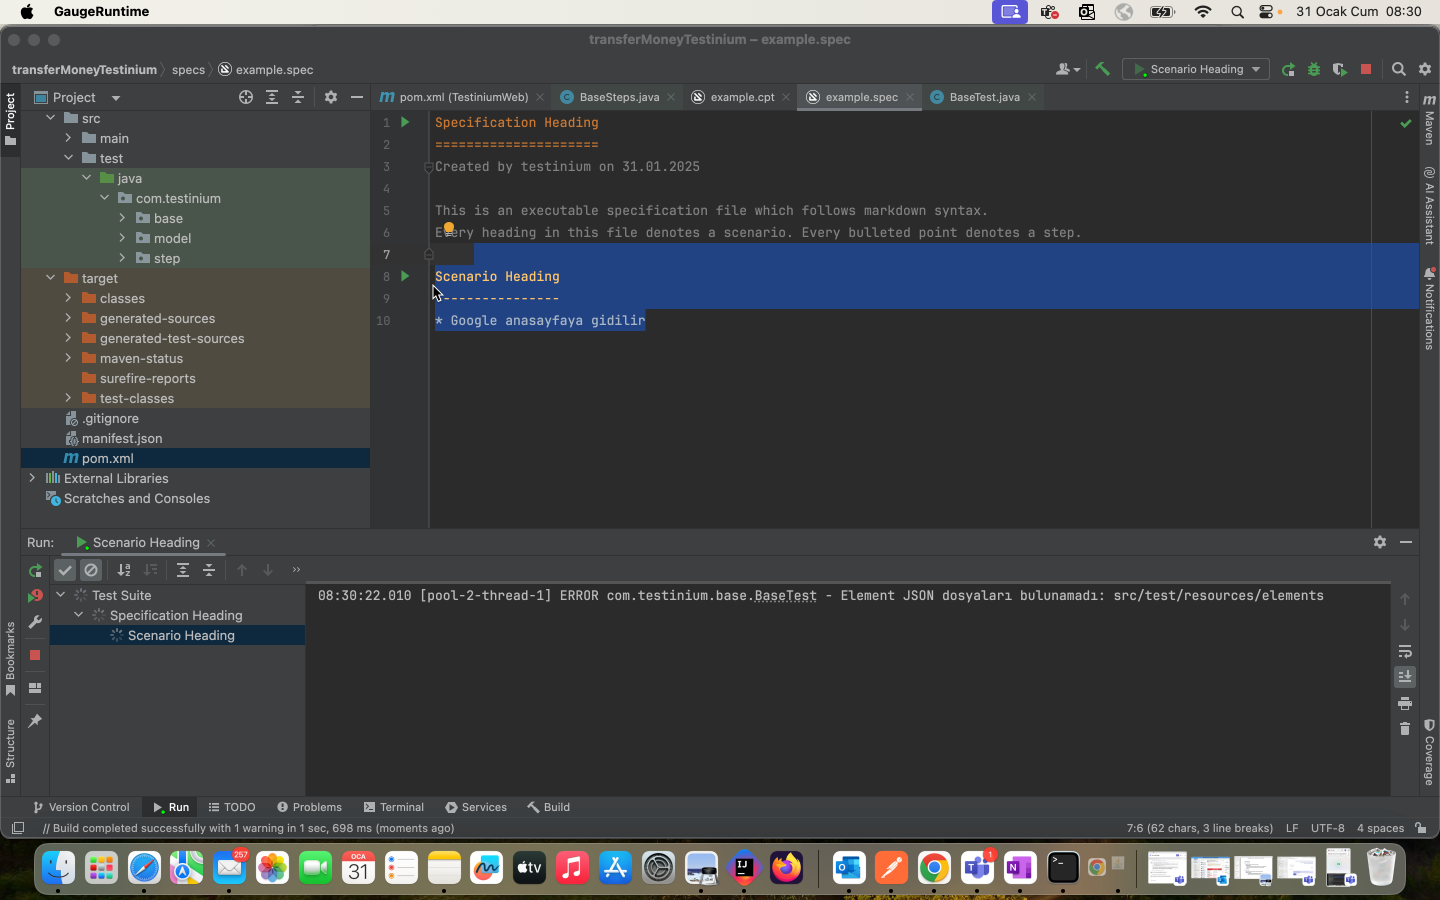 GaugeRuntime
31 Ocak Cum 08:30
transferMoneyTestinium – example.spec
transferMoneyTestinium
specs
example.spec
Scenario Heading
Project
pom.xml (TestiniumWeb)
BaseSteps.java
example.cpt
example.spec
BaseTest.java
Project
src
main
test
java
com.testinium
base
model
step
target
classes
generated-sources
generated-test-sources
maven-status
surefire-reports
test-classes
.gitignore
manifest.json
pom.xml
External Libraries
Scratches and Consoles
1 Specification Heading
2 =====================
3 Created by testinium on 31.01.2025
4
5 This is an executable specification file which follows markdown syntax.
6 Every heading in this file denotes a scenario. Every bulleted point denotes a step.
7
8 Scenario Heading
9 ----------------
10 * Google anasayfaya gidilir
Maven
AI Assistant
Notifications
Coverage
Run:
Scenario Heading
Test Suite
Specification Heading
Scenario Heading
08:30:22.010 [pool-2-thread-1] ERROR com.testinium.base.BaseTest - Element JSON dosyaları bulunamadı: src/test/resources/elements
Bookmarks
Structure
Version Control
Run
TODO
Problems
Terminal
Services
Build
// Build completed successfully with 1 warning in 1 sec, 698 ms (moments ago)
7:6 (62 chars, 3 line breaks)
LF
UTF-8
4 spaces
257
OCA
31
tv
IJ
1